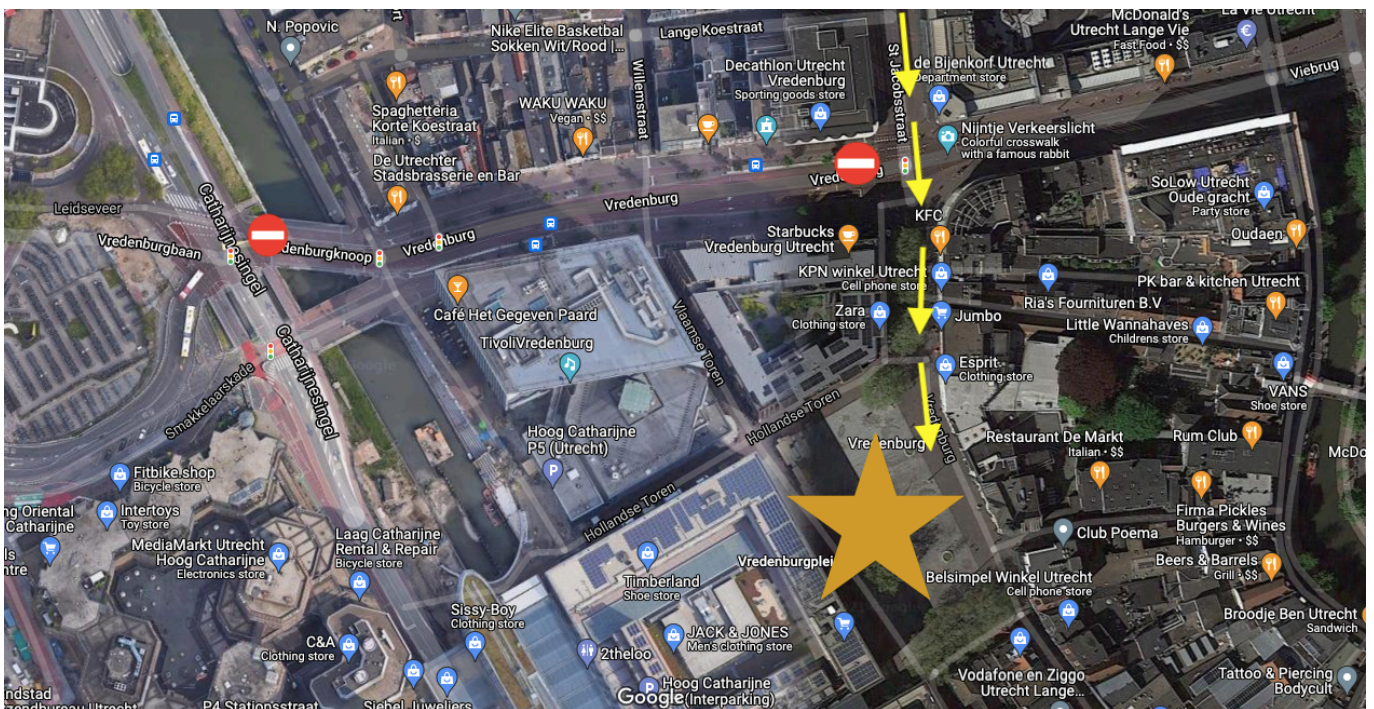 N. Popovic
Nike Elite Basketbal
Sokken Wit/Rood |...
Lange Koestraat
McDonald's
Utrecht Lange Vie
Fast Food • $$
La Vie Utrecht
Viebrug
Decathlon Utrecht
Vredenburg
Sporting goods store
St Jacobsstraat
de Bijenkorf Utrecht
Department store
Willemstraat
Spaghetteria
Korte Koestraat
Italian • $
WAKU WAKU
Vegan • $$
Nijntje Verkeerslicht
Colorful crosswalk
with a famous rabbit
De Utrechter
Stadsbrasserie en Bar
SoLow Utrecht
Oude gracht
Party store
Leidseveer
Catharijnesingel
Vredenburg
KFC
Vredenburgbaan
Vredenburg
Starbucks
Vredenburg Utrecht
Oudaen
KPN winkel Utrecht
Cell phone store
PK bar & kitchen Utrecht
Ria's Fournituren B.V
Café Het Gegeven Paard
Zara
Clothing store
Jumbo
Little Wannahaves
Childrens store
TivoliVredenburg
Vlaamse Toren
Catharijnesingel
Esprit
Clothing store
VANS
Shoe store
Smakkelaarskade
Hollandse Toren
Vredenburg
Vredenburg
Hoog Catharijne
P5 (Utrecht)
Restaurant De Markt
Italian • $$
Rum Club
McDo
Fitbike.shop
Bicycle store
Hollandse Toren
ng Oriental
Catharijne
Intertoys
Toy store
Firma Pickles
Burgers & Wines
Hamburger • $$
MediaMarkt Utrecht
Hoog Catharijne
Electronics store
Laag Catharijne
Rental & Repair
Bicycle store
Club Poema
Vredenburgplei
Beers & Barrels
Grill • $$
Timberland
Shoe store
Belsimpel Winkel Utrecht
Cell phone store
Sissy-Boy
Clothing store
Broodje Ben Utrecht
Sandwich
C&A
Clothing store
JACK & JONES
Men's clothing store
2theloo
Vodafone en Ziggo
Utrecht Lange...
Tattoo & Piercing
Bodycult
Google
Hoog Catharijne
(Interparking)
P4 Stationsstraat
Siebel Juweliers